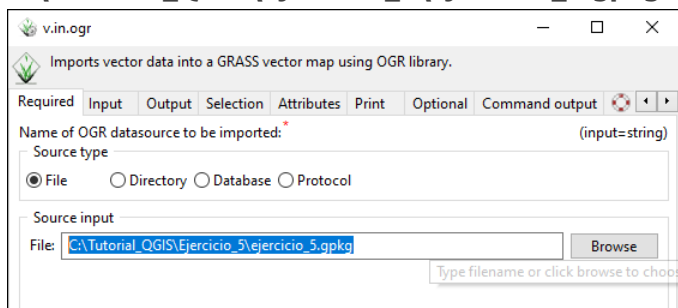 v.in.ogr
Imports vector data into a GRASS vector map using OGR library.
Required Input Output Selection Attributes Print Optional Command output
Name of OGR datasource to be imported:* (input=string)
Source type
File Directory Database Protocol
Source input
File: C:\Tutorial_QGIS\Ejercicio_5\ejercicio_5.gpkg Browse
Type filename or click browse to choos